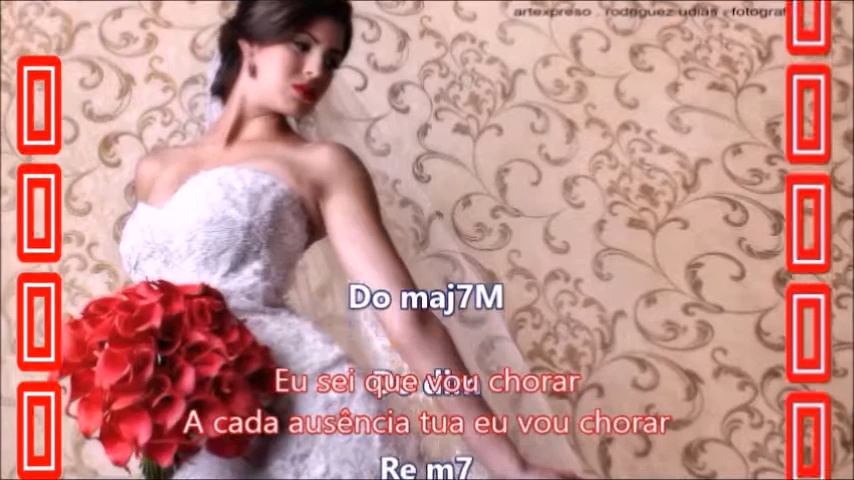 artexpreso . rodriguez udias . fotograf
Do maj7M
Eu sei que vou chorar
A cada ausência tua eu vou chorar
Re m7